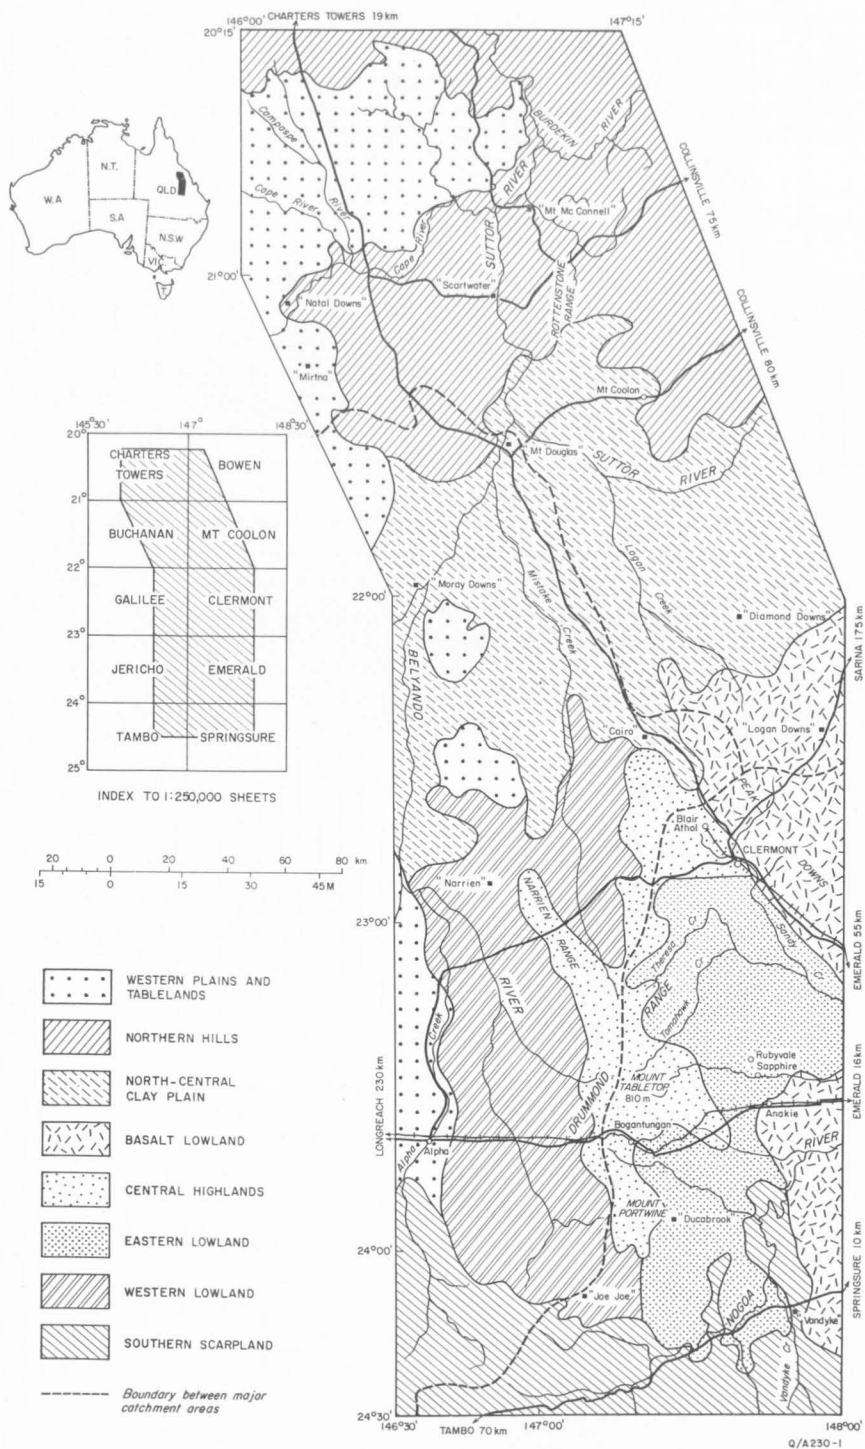 146°00'
CHARTERS TOWERS 19 km
147°15'
20°15'
W.A
N.T.
QLD
S.A
N.S.W
VIC.
T.
Campaspe
River
Cape River
BURDEKIN
RIVER
RIVER
"Mt Mc Connell"
Cape River
SUTTOR
COLLINSVILLE 75 km
21°00'
"Natal Downs"
"Scartwater"
ROTTENSTONE
RANGE
COLLINSVILLE 80 km
"Mirtna"
Mt Coolon
Mt Douglas"
SUTTOR
RIVER
145°30'
147°
148°30'
20°
CHARTERS
TOWERS
BOWEN
21°
BUCHANAN
MT COOLON
22°
GALILEE
CLERMONT
23°
JERICHO
EMERALD
24°
TAMBO
SPRINGSURE
25°
INDEX TO 1:250,000 SHEETS
22°00'
"Moray Downs"
Mistake
Creek
Logan
Creek
"Diamond Downs"
BELYANDO
SARINA 175 km
"Cairo"
"Logan Downs"
PEAK
DOWNS
Blair
Athol
CLERMONT
20 0 20 40 60 80 km
15 0 15 30 45 M
"Narrien"
NARRIEN
RANGE
23°00'
RIVER
Theresa
Cr
Sandy
Cr
EMERALD 55 km
RANGE
Tomahawk
Cr
Creek
Rubyvale
Sapphire
MOUNT
TABLETOP
810 m
DRUMMOND
EMERALD 16 km
LONGREACH 230 km
Bogantungan
Anakie
Alpha
Alpha
RIVER
MOUNT
PORTWINE
"Ducabrook"
24°00'
SPRINGSURE 10 km
"Joe Joe"
NOGOA
Vandyke
Vandyke Cr
24°30'
146°30'
TAMBO 70 km
147°00'
148°00'
WESTERN PLAINS AND
TABLELANDS
NORTHERN HILLS
NORTH-CENTRAL
CLAY PLAIN
BASALT LOWLAND
CENTRAL HIGHLANDS
EASTERN LOWLAND
WESTERN LOWLAND
SOUTHERN SCARPLAND
Boundary between major
catchment areas
Q/A230-1